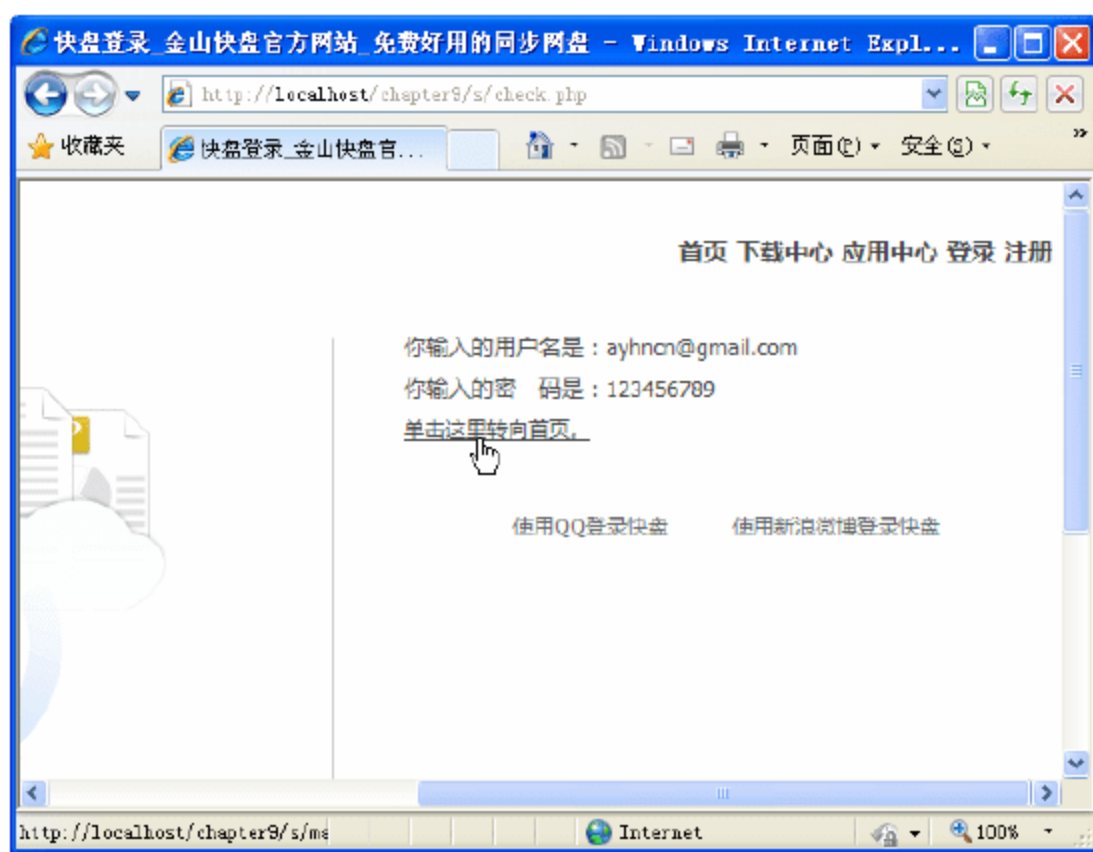 快盘登录_金山快盘官方网站_免费好用的同步网盘 - Windows Internet Expl...
http://localhost/chapter9/s/check.php
收藏夹 快盘登录_金山快盘官... 页面(P) 安全(S) »
首页 下载中心 应用中心 登录 注册
你输入的用户名是：ayhncn@gmail.com
你输入的密 码是：123456789
单击这里转向首页。
使用QQ登录快盘 使用新浪微博登录快盘
http://localhost/chapter9/s/ma Internet 100%